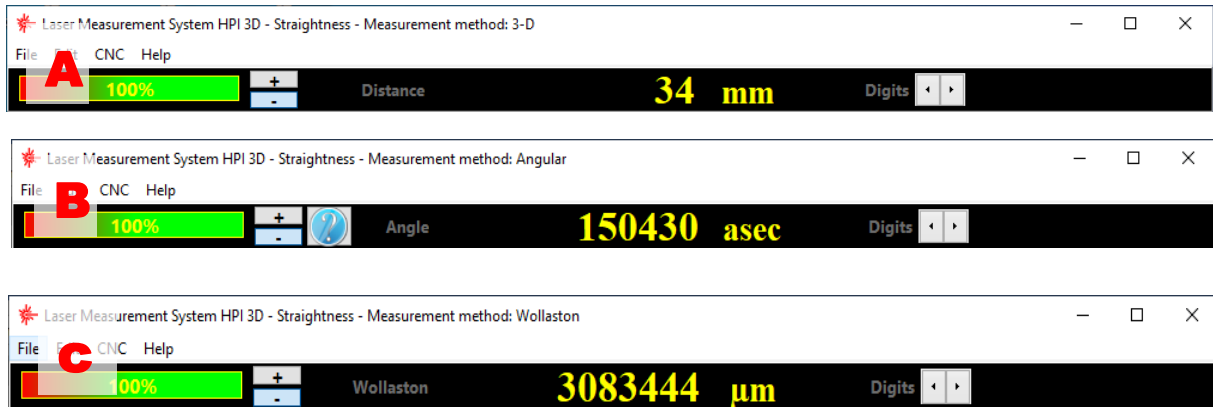 Laser Measurement System HPI 3D - Straightness - Measurement method: 3-D
File Edit CNC Help
A
100% + - Distance 34 mm Digits
Laser Measurement System HPI 3D - Straightness - Measurement method: Angular
File CNC Help
B
100% + - ? Angle 150430 asec Digits
Laser Measurement System HPI 3D - Straightness - Measurement method: Wollaston
File CNC Help
C
100% + - Wollaston 3083444 µm Digits